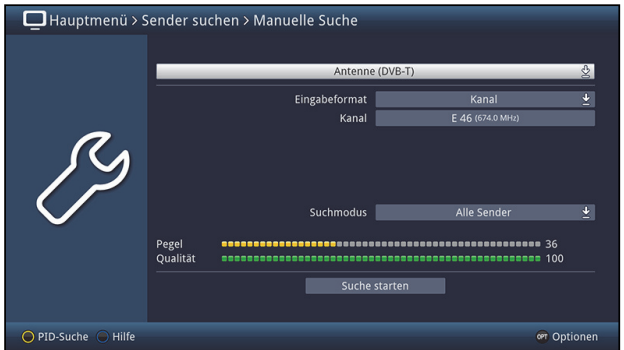 Hauptmenü > Sender suchen > Manuelle Suche
Antenne (DVB-T)
Eingabeformat Kanal
Kanal E 46 (674.0 MHz)
Suchmodus Alle Sender
Pegel 36
Qualität 100
Suche starten
PID-Suche Hilfe OPT Optionen